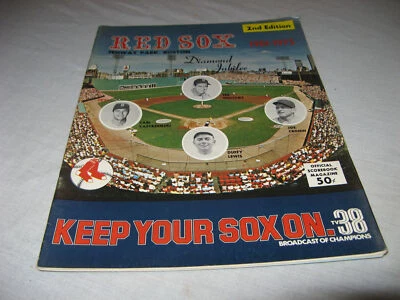 2nd Edition
RED SOX
FENWAY PARK, BOSTON
Diamond
Jubilee
CARL
YASTRZEMSKI
JOE
CRONIN
DUFFY
LEWIS
OFFICIAL
SCOREBOOK
MAGAZINE
50¢
KEEP YOUR SOX ON.
TV 38
BROADCAST OF CHAMPIONS